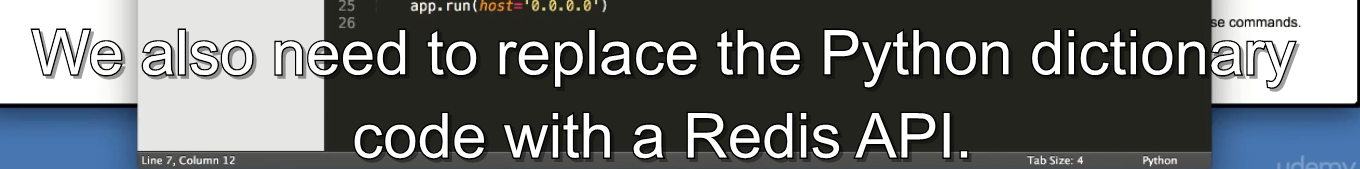 25 app.run(host='0.0.0.0')
26
se commands.
We also need to replace the Python dictionary
code with a Redis API.
Line 7, Column 12
Tab Size: 4
Python
udemy